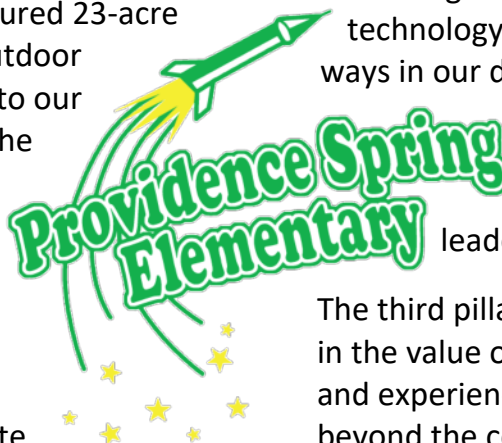 ured 23-acre
utdoor
to our
he
Providence Spring
Elementary
te
technology
ways in our d
lead
The third pilla
in the value o
and experien
beyond the c